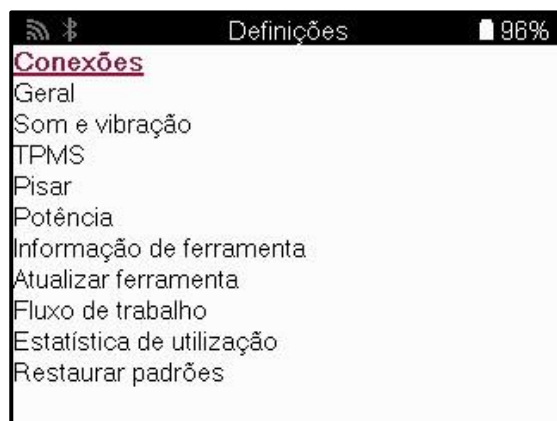 Definições 96%
Conexões
Geral
Som e vibração
TPMS
Pisar
Potência
Informação de ferramenta
Atualizar ferramenta
Fluxo de trabalho
Estatística de utilização
Restaurar padrões